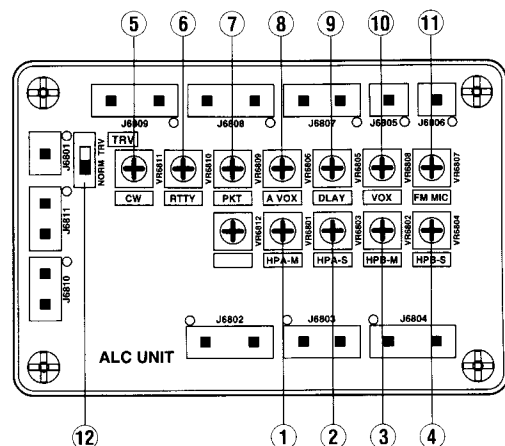 5 6 7 8 9 10 11
J6809 J6808 J6807 J6805 J6806
J6801
NORM TRV
TRV
VR6811 VR6810 VR6809 VR6806 VR6805 VR6808 VR6807
CW RTTY PKT A VOX DLAY VOX FM MIC
J6811
VR6812 VR6801 VR6803 VR6802 VR6804
HPA-M HPA-S HPB-M HPB-S
J6810
J6802 J6803 J6804
ALC UNIT
12 1 2 3 4